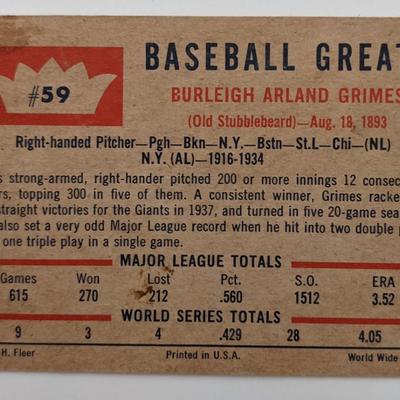 #59
BASEBALL GREAT
BURLEIGH ARLAND GRIMES
(Old Stubblebeard)—Aug. 18, 1893
Right-handed Pitcher—Pgh—Bkn—N.Y.—Bstn—St.L—Chi—(NL)
N.Y. (AL)—1916-1934
s strong-armed, right-hander pitched 200 or more innings 12 consec
rs, topping 300 in five of them. A consistent winner, Grimes racke
straight victories for the Giants in 1937, and turned in five 20-game seas
also set a very odd Major League record when he hit into two double p
one triple play in a single game.
MAJOR LEAGUE TOTALS
Games Won Lost Pct. S.O. ERA
615 270 212 .560 1512 3.52
WORLD SERIES TOTALS
9 3 4 .429 28 4.05
H. Fleer Printed in U.S.A. World Wide